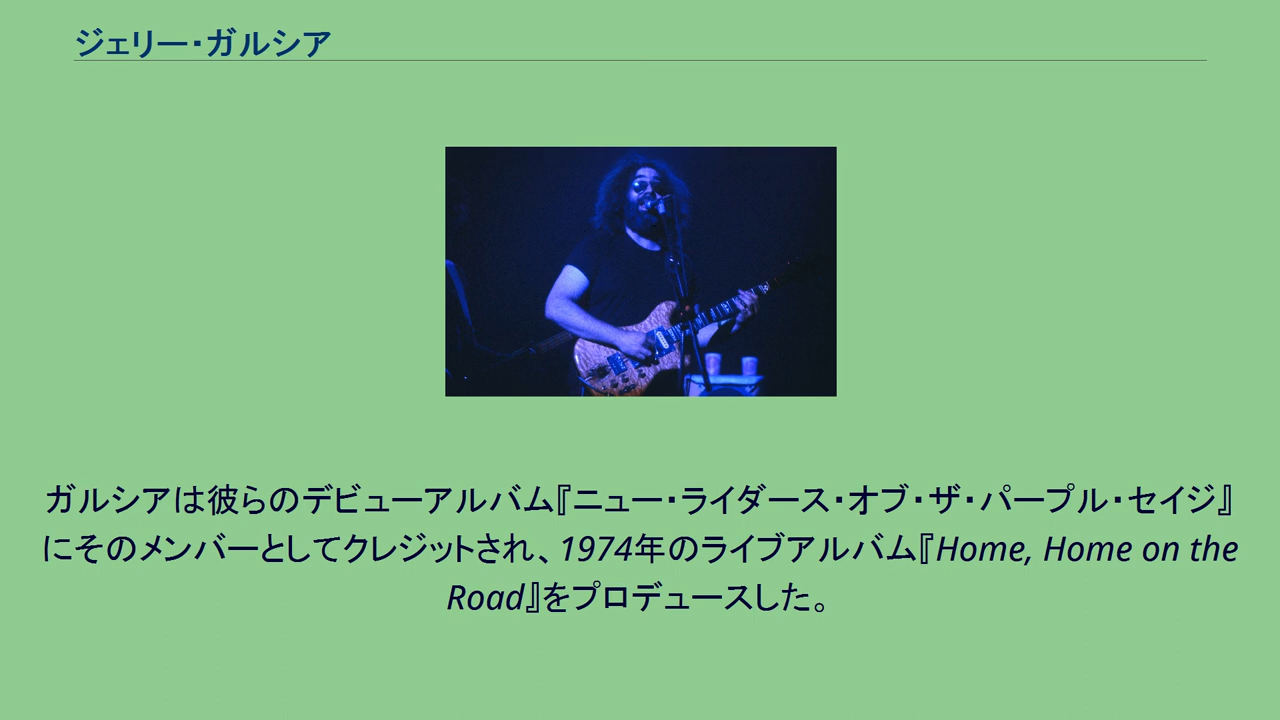 ジェリー・ガルシア
ガルシアは彼らのデビューアルバム『ニュー・ライダース・オブ・ザ・パープル・セイジ』
にそのメンバーとしてクレジットされ、1974年のライブアルバム『Home, Home on the
Road』をプロデュースした。